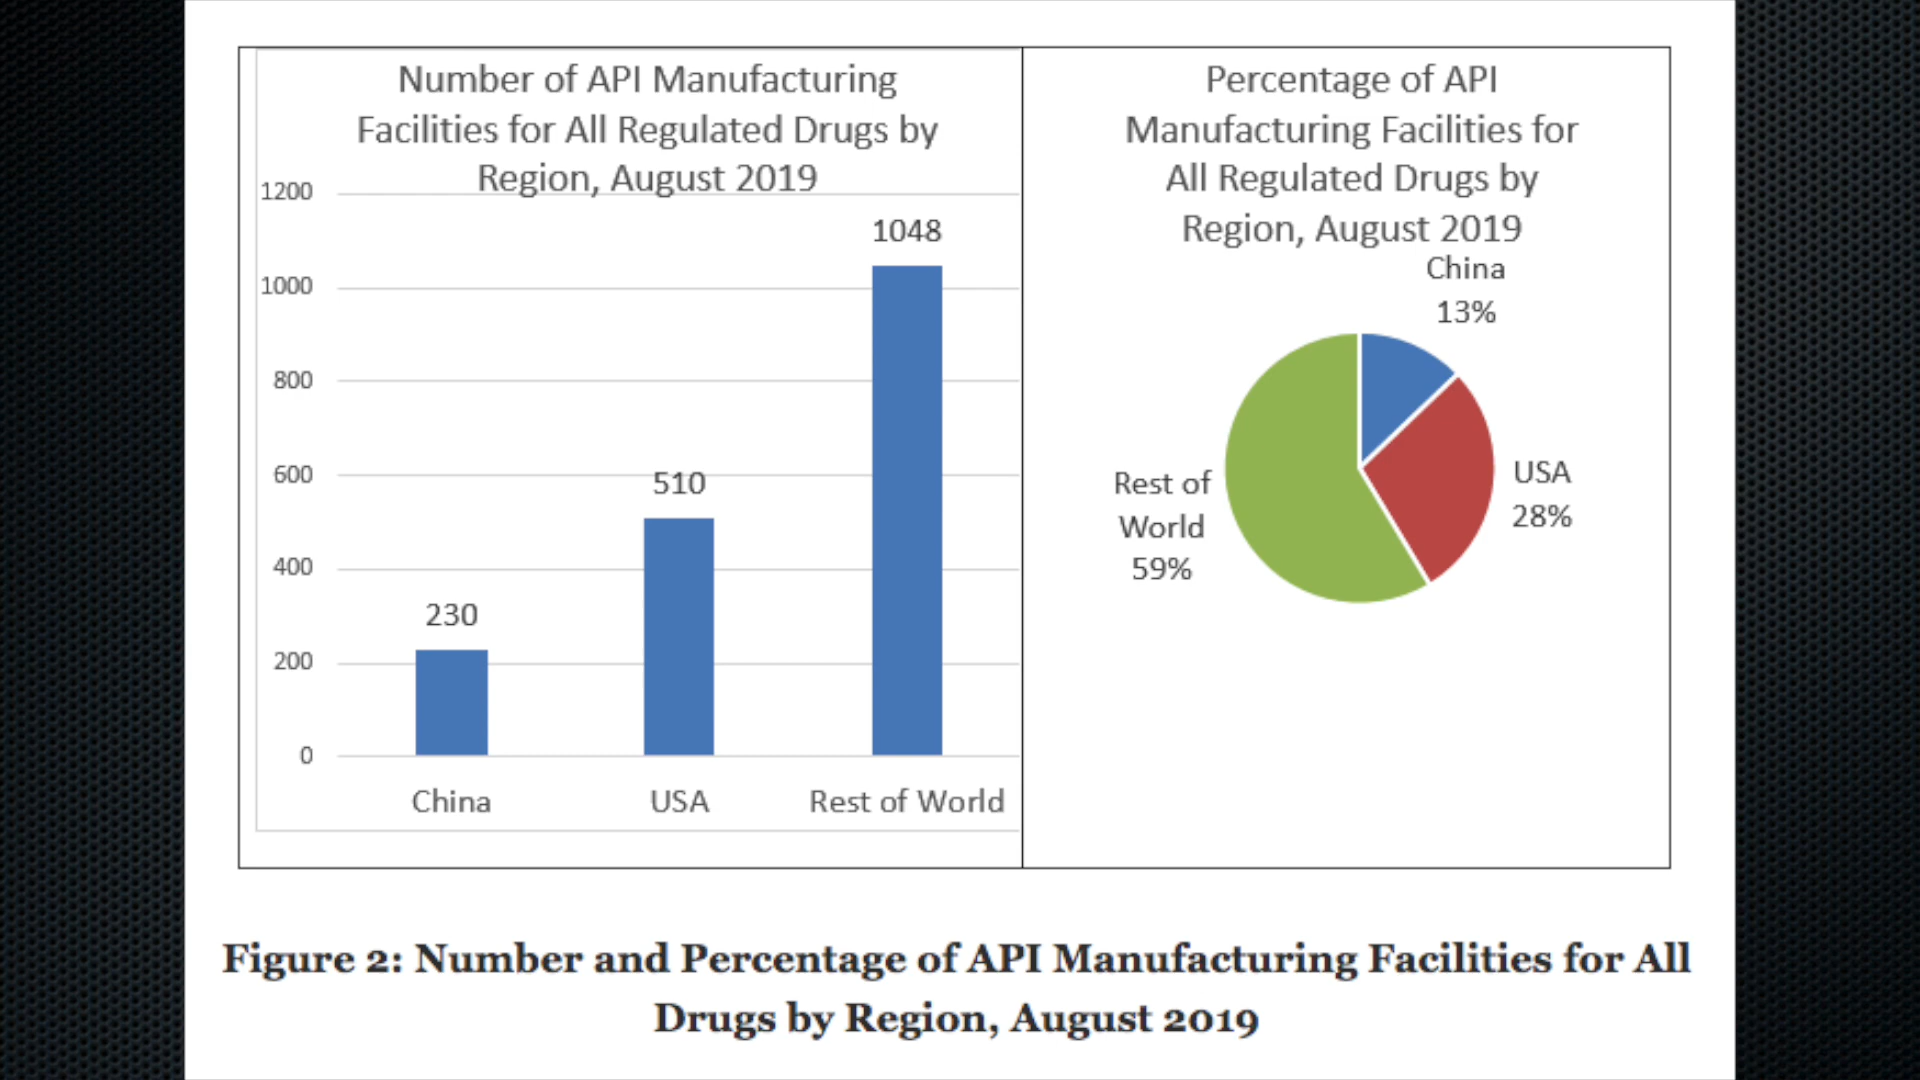 Number of API Manufacturing
Facilities for All Regulated Drugs by
Region, August 2019
1200
1000
800
600
400
200
0
230
510
1048
China
USA
Rest of World
Percentage of API
Manufacturing Facilities for
All Regulated Drugs by
Region, August 2019
China
13%
USA
28%
Rest of
World
59%
Figure 2: Number and Percentage of API Manufacturing Facilities for All
Drugs by Region, August 2019